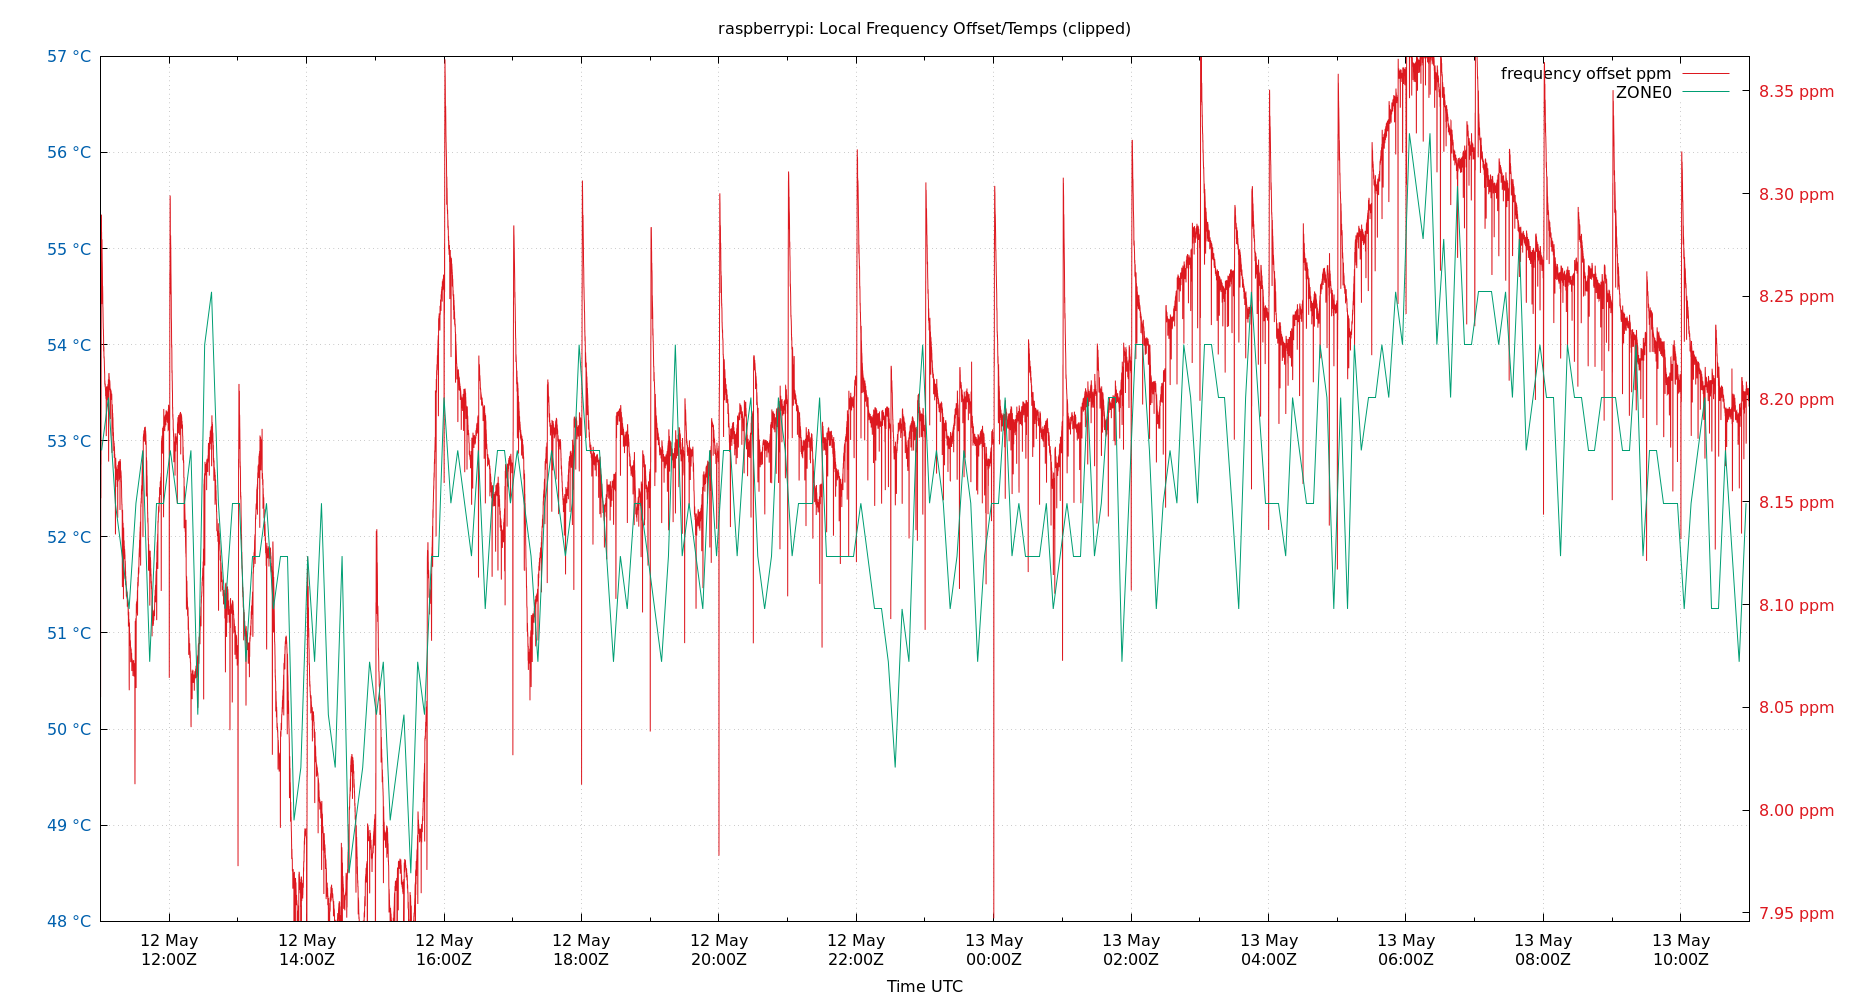 raspberrypi: Local Frequency Offset/Temps (clipped)
57 °C
56 °C
55 °C
54 °C
53 °C
52 °C
51 °C
50 °C
49 °C
48 °C
frequency offset ppm
ZONE0
8.35 ppm
8.30 ppm
8.25 ppm
8.20 ppm
8.15 ppm
8.10 ppm
8.05 ppm
8.00 ppm
7.95 ppm
12 May 12 May 12 May 12 May 12 May 12 May 13 May 13 May 13 May 13 May 13 May 13 May
12:00Z 14:00Z 16:00Z 18:00Z 20:00Z 22:00Z 00:00Z 02:00Z 04:00Z 06:00Z 08:00Z 10:00Z
Time UTC